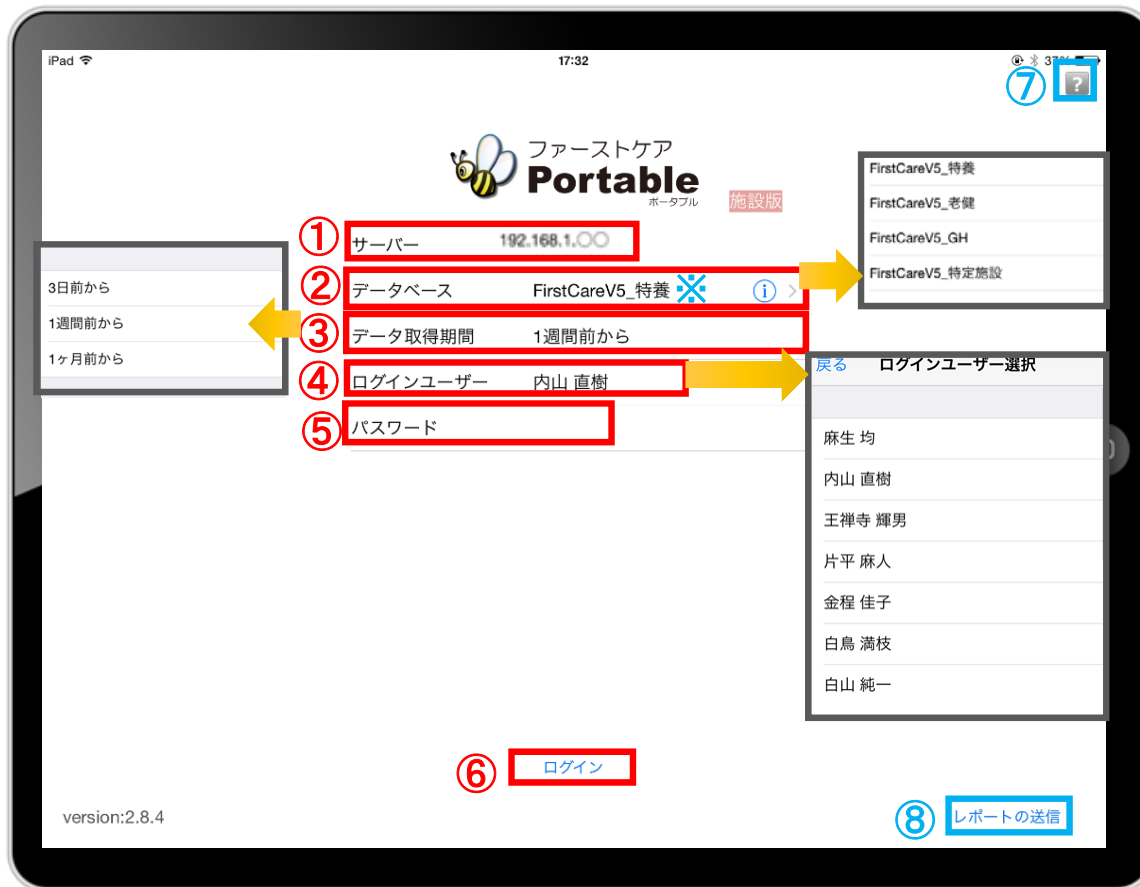 iPad
17:32
⑦
?
ファーストケア
Portable
ポータブル
施設版
① サーバー 192.168.1.〇〇
② データベース FirstCareV5_特養 ※ i >
③ データ取得期間 1週間前から
④ ログインユーザー 内山 直樹
⑤ パスワード
3日前から
1週間前から
1ヶ月前から
FirstCareV5_特養
FirstCareV5_老健
FirstCareV5_GH
FirstCareV5_特定施設
戻る ログインユーザー選択
麻生 均
内山 直樹
王禅寺 輝男
片平 麻人
金程 佳子
白鳥 満枝
白山 純一
⑥ ログイン
version:2.8.4
⑧ レポートの送信